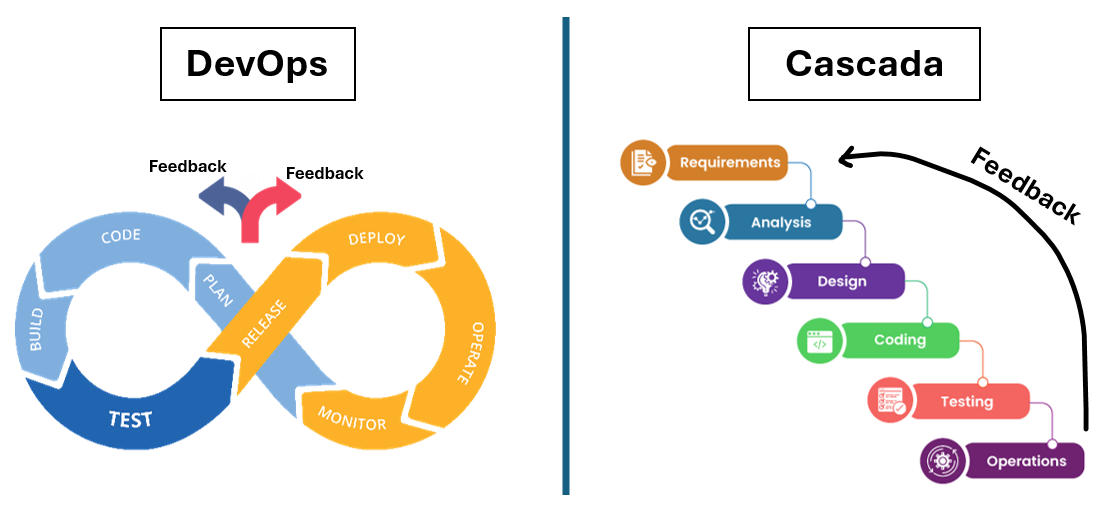 DevOps
Feedback
Feedback
CODE
DEPLOY
PLAN
RELEASE
BUILD
OPERATE
TEST
MONITOR
Cascada
Feedback
Requirements
Analysis
Design
Coding
</>
Testing
Operations